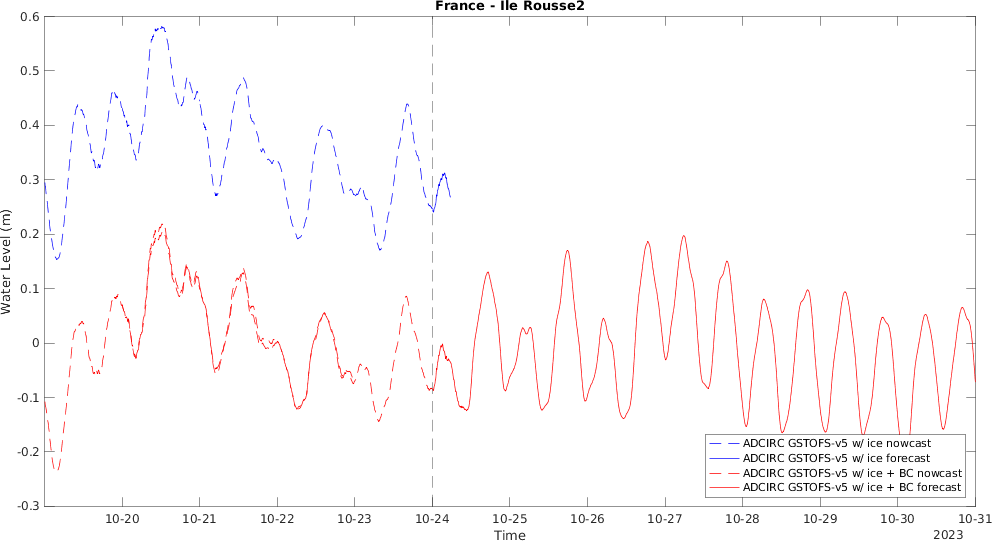 France - Ile Rousse2
Water Level (m)
0.6
0.5
0.4
0.3
0.2
0.1
0
-0.1
-0.2
-0.3
ADCIRC GSTOFS-v5 w/ ice nowcast
ADCIRC GSTOFS-v5 w/ ice forecast
ADCIRC GSTOFS-v5 w/ ice + BC nowcast
ADCIRC GSTOFS-v5 w/ ice + BC forecast
10-20 10-21 10-22 10-23 10-24 10-25 10-26 10-27 10-28 10-29 10-30 10-31
Time
2023